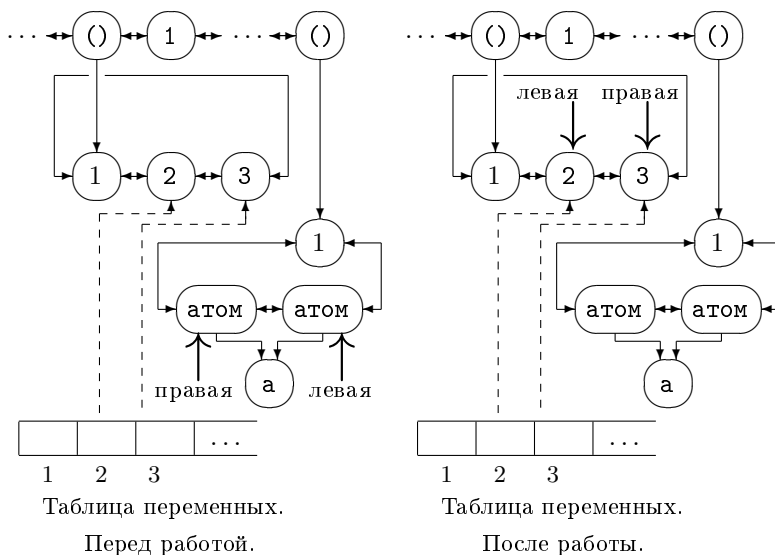 ... () 1 ... () ... () 1 ... ()
левая правая
1 2 3 1 2 3
1 1
атом атом атом атом
a a
правая левая
... ...
1 2 3 1 2 3
Таблица переменных. Таблица переменных.
Перед работой. После работы.